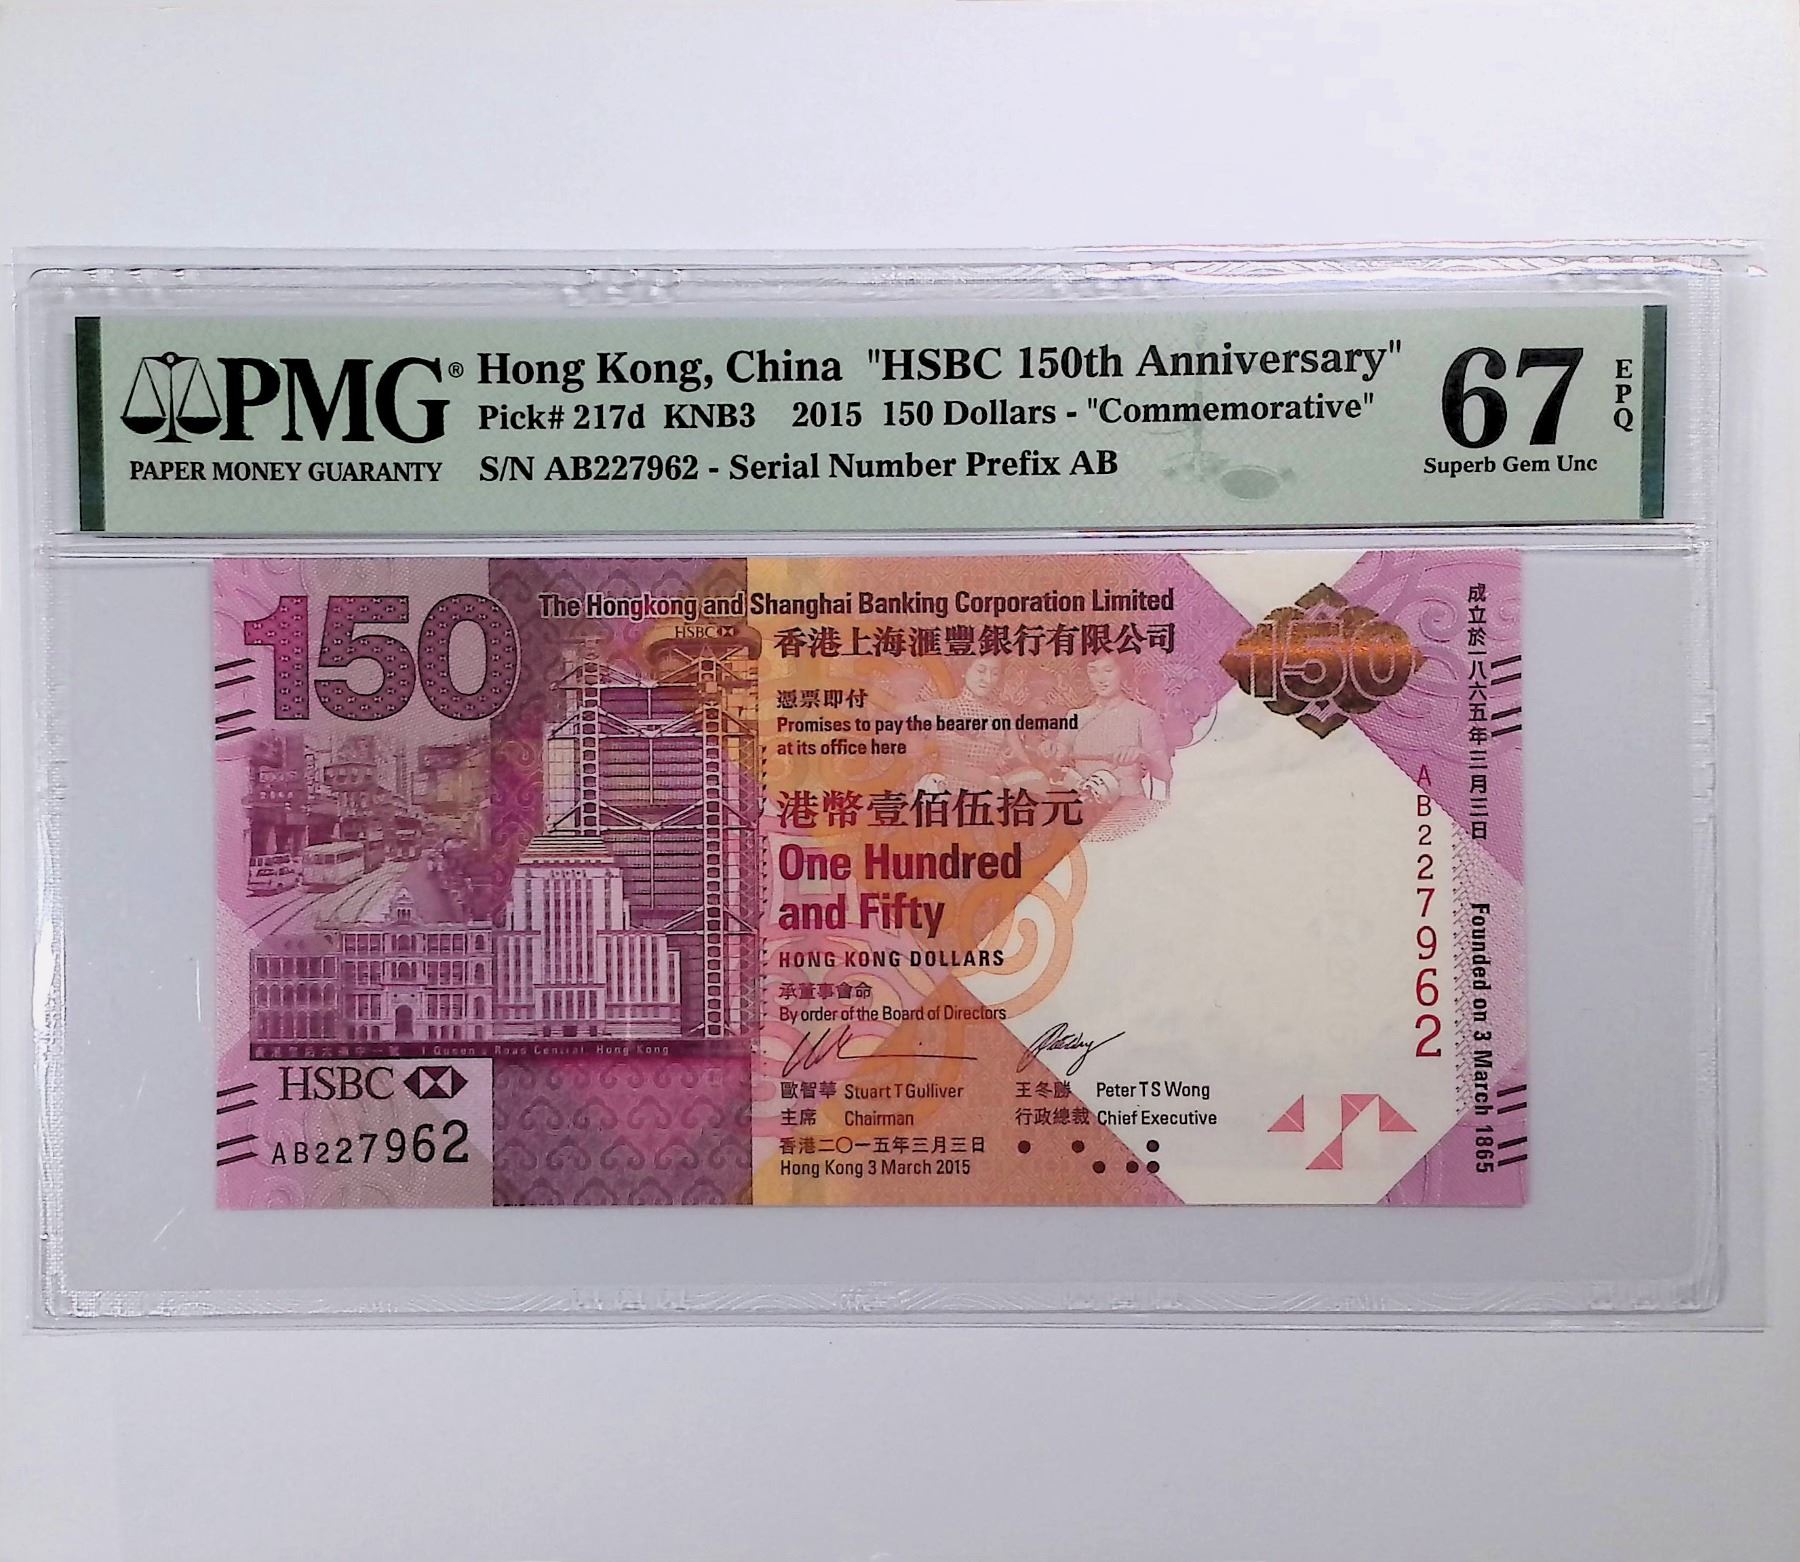 PMG®
PAPER MONEY GUARANTY
Hong Kong, China "HSBC 150th Anniversary"
Pick# 217d KNB3 2015 150 Dollars - "Commemorative"
S/N AB227962 - Serial Number Prefix AB
67
EPQ
Superb Gem Unc
150
The Hongkong and Shanghai Banking Corporation Limited
HSBC
香港上海滙豐銀行有限公司
憑票即付
Promises to pay the bearer on demand
at its office here
港幣壹佰伍拾元
One Hundred
and Fifty
HONG KONG DOLLARS
承董事會命
By order of the Board of Directors
歐智華 Stuart T Gulliver
主席 Chairman
王冬勝 Peter T S Wong
行政總裁 Chief Executive
香港二〇一五年三月三日
Hong Kong 3 March 2015
1 Queen's Road Central Hong Kong
HSBC
AB227962
150
AB227962
成立於一八六五年三月三日
Founded on 3 March 1865